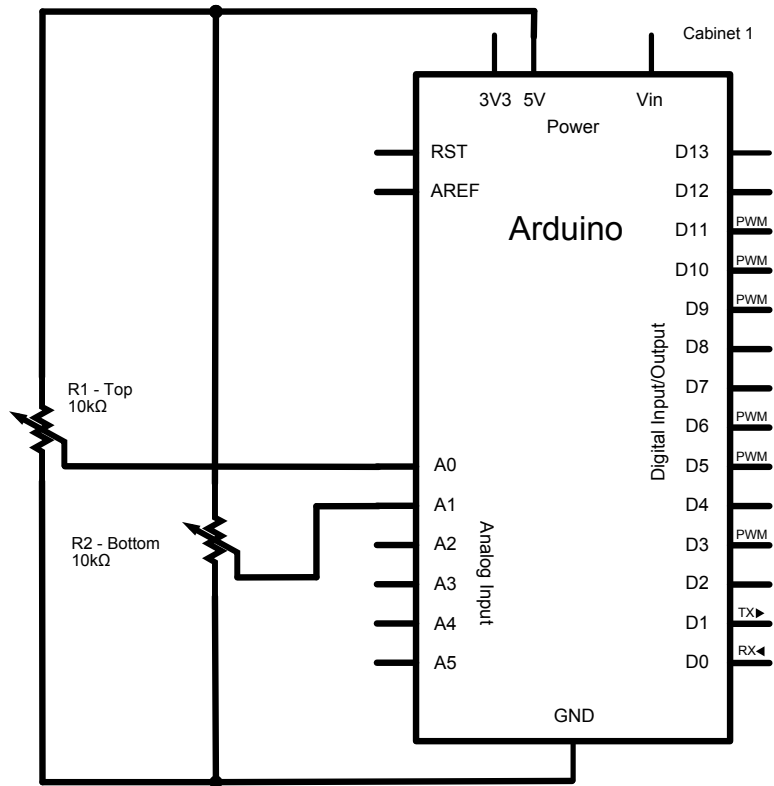 Cabinet 1
3V3 5V Vin
Power
RST D13
AREF D12
Arduino
D11 PWM
D10 PWM
D9 PWM
D8
D7
D6 PWM
Digital Input/Output
R1 - Top
10kΩ
A0 D5 PWM
A1 D4
R2 - Bottom
10kΩ
A2 D3 PWM
Analog Input
A3 D2
A4 D1 TX▶
A5 D0 RX◀
GND